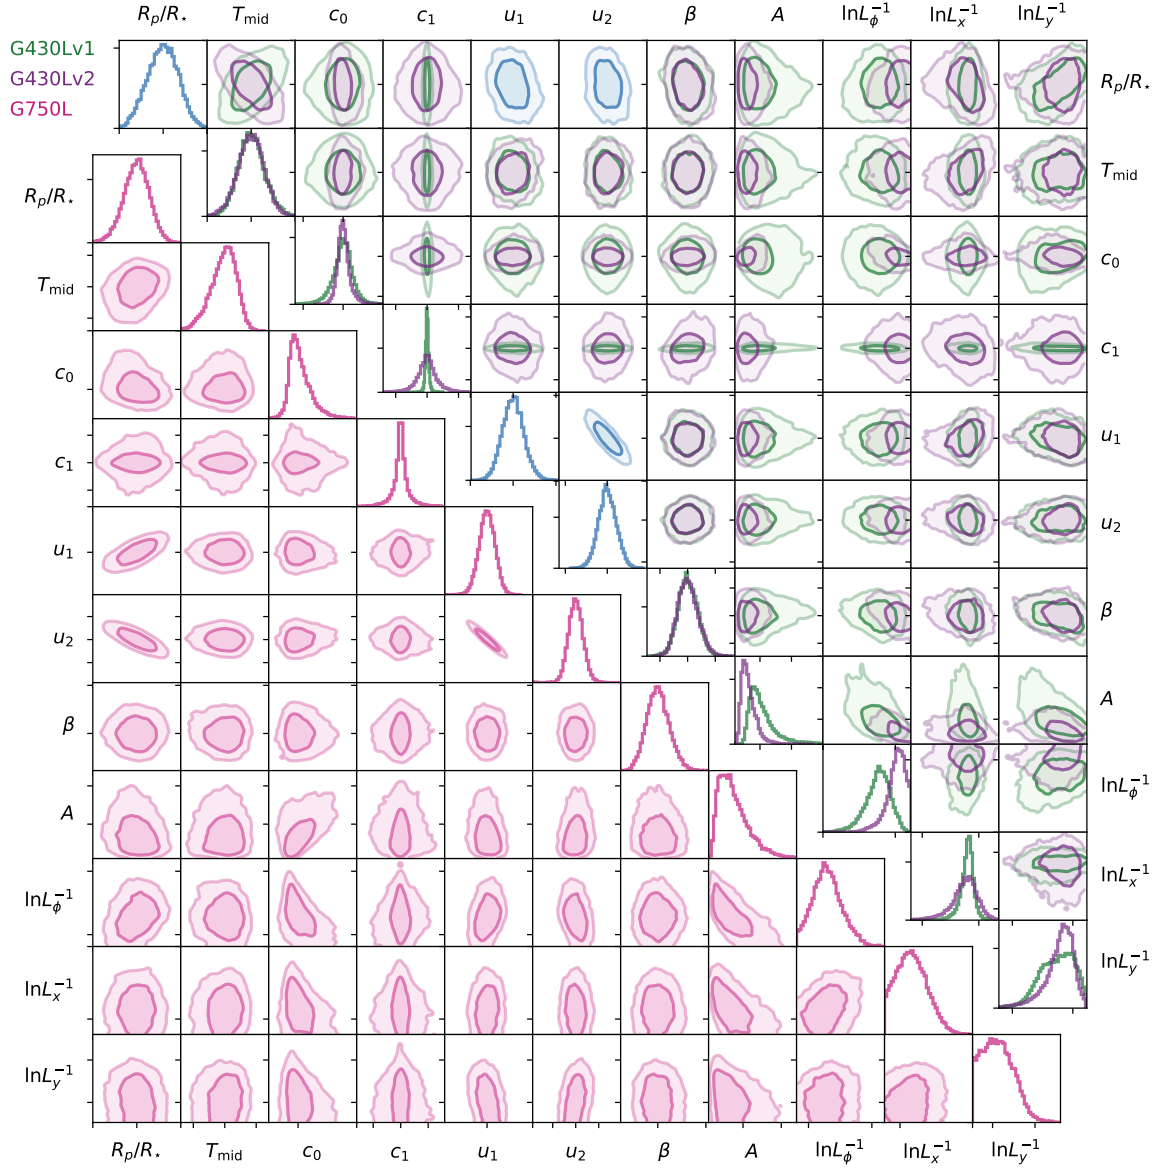 R_p/R_⋆ T_mid c_0 c_1 u_1 u_2 β A lnL_ϕ^{-1} lnL_x^{-1} lnL_y^{-1}
G430Lv1
G430Lv2
G750L
R_p/R_⋆
T_mid
c_0
c_1
u_1
u_2
β
A
lnL_ϕ^{-1}
lnL_x^{-1}
lnL_y^{-1}
R_p/R_⋆
T_mid
c_0
c_1
u_1
u_2
β
A
lnL_ϕ^{-1}
lnL_x^{-1}
lnL_y^{-1}
R_p/R_⋆ T_mid c_0 c_1 u_1 u_2 β A lnL_ϕ^{-1} lnL_x^{-1} lnL_y^{-1}